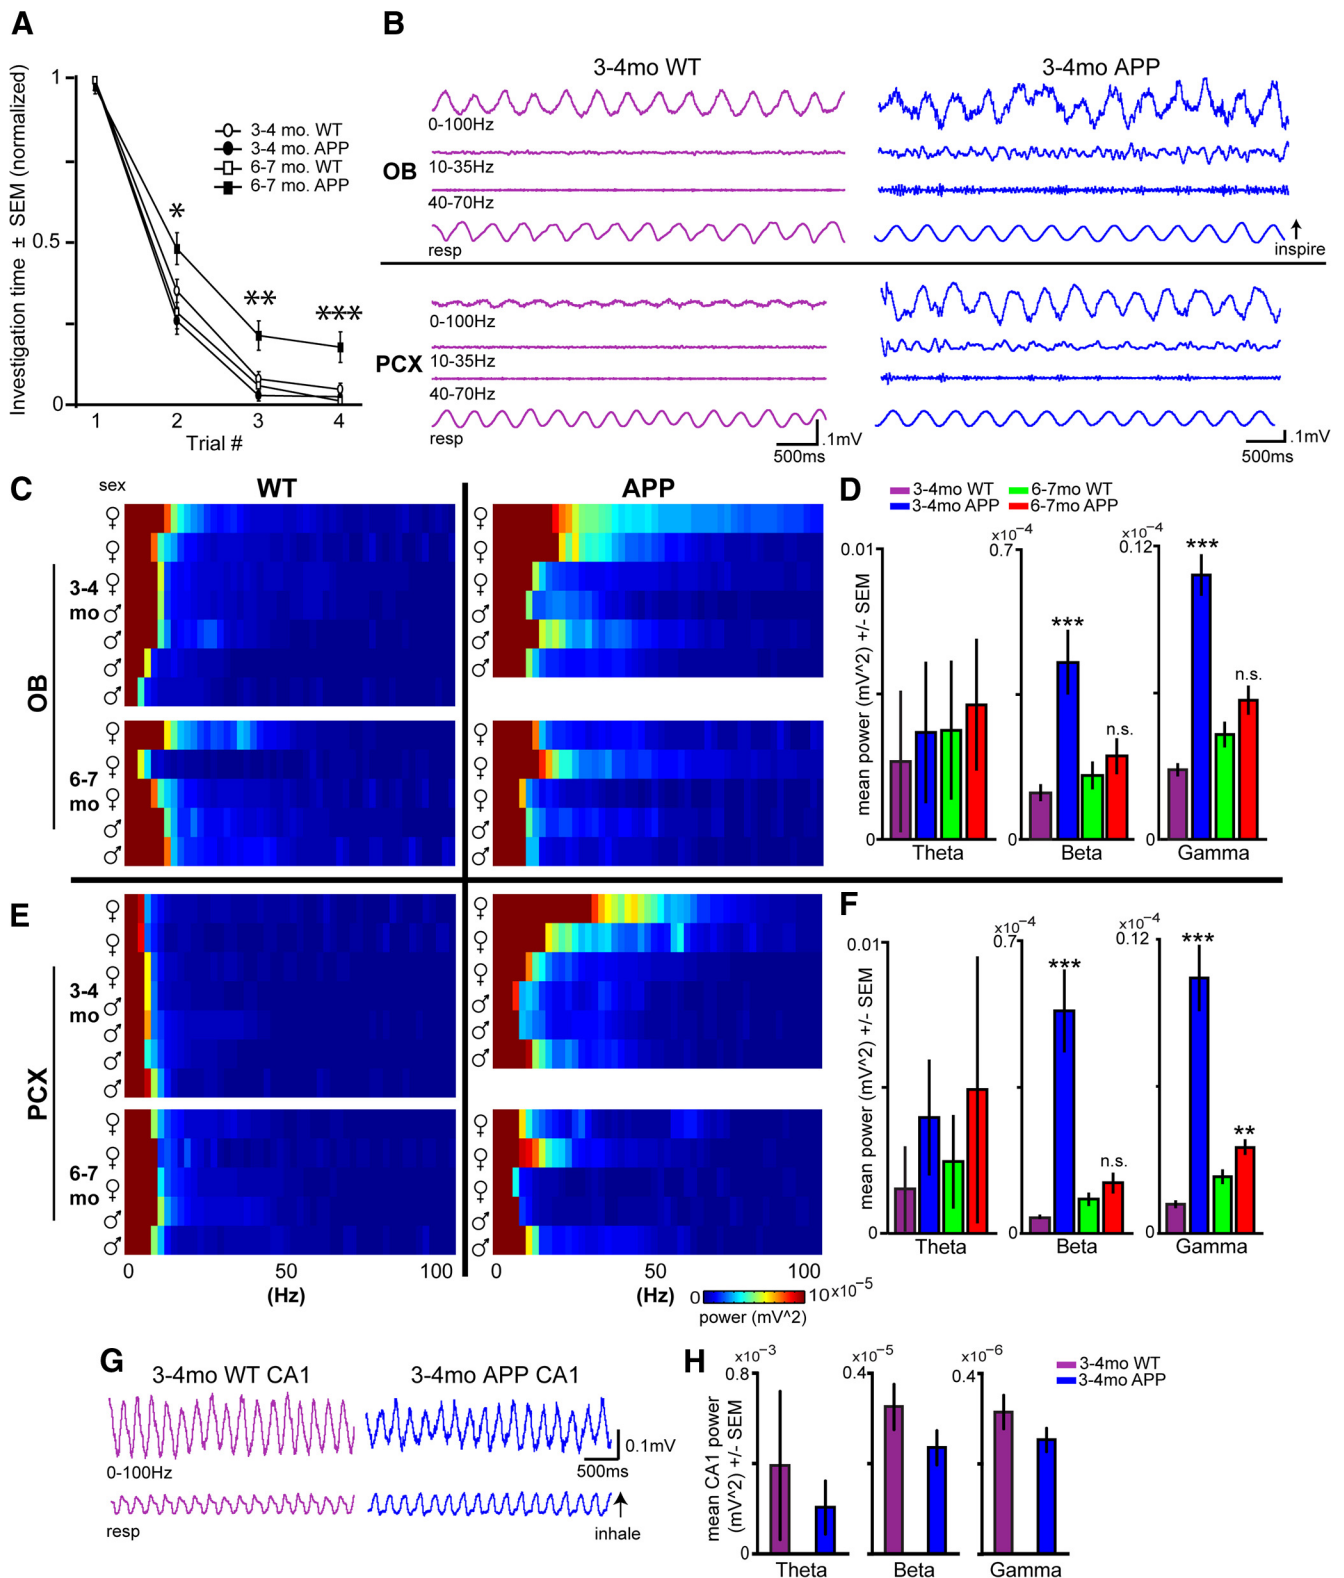 A
Investigation time ± SEM (normalized)
1
0.5
0
3-4 mo. WT
3-4 mo. APP
6-7 mo. WT
6-7 mo. APP
*
**
***
1 2 3 4
Trial #
B
3-4mo WT 3-4mo APP
OB
0-100Hz
10-35Hz
40-70Hz
resp
inspire
PCX
0-100Hz
10-35Hz
40-70Hz
resp
.1mV
500ms
.1mV
500ms
C
sex
WT APP
OB
3-4
mo
♀ ♀
♀ ♀
♀ ♀
♂ ♂
♂ ♂
♂ ♂
♂
6-7
mo
♀ ♀
♀ ♀
♀ ♀
♂ ♂
♂ ♂
D
3-4mo WT 6-7mo WT
3-4mo APP 6-7mo APP
mean power (mV^2) +/- SEM
0.01
0
Theta
x10⁻⁴
0.7
0
***
n.s.
Beta
x10⁻⁴
0.12
0
***
n.s.
Gamma
E
PCX
3-4
mo
♀ ♀
♀ ♀
♀ ♀
♂ ♂
♂ ♂
♂ ♂
♂
6-7
mo
♀ ♀
♀ ♀
♀ ♀
♂ ♂
♂ ♂
0 50 100 0 50 100
(Hz) (Hz)
0 10x10⁻⁵
power (mV^2)
F
mean power (mV^2) +/- SEM
0.01
0
Theta
x10⁻⁴
0.7
0
***
n.s.
Beta
x10⁻⁴
0.12
0
***
**
Gamma
G
3-4mo WT CA1 3-4mo APP CA1
0-100Hz
resp
0.1mV
500ms
inhale
H
mean CA1 power
(mV^2) +/- SEM
x10⁻³
0.8
0
Theta
x10⁻⁵
0.4
Beta
x10⁻⁶
0.4
Gamma
3-4mo WT
3-4mo APP